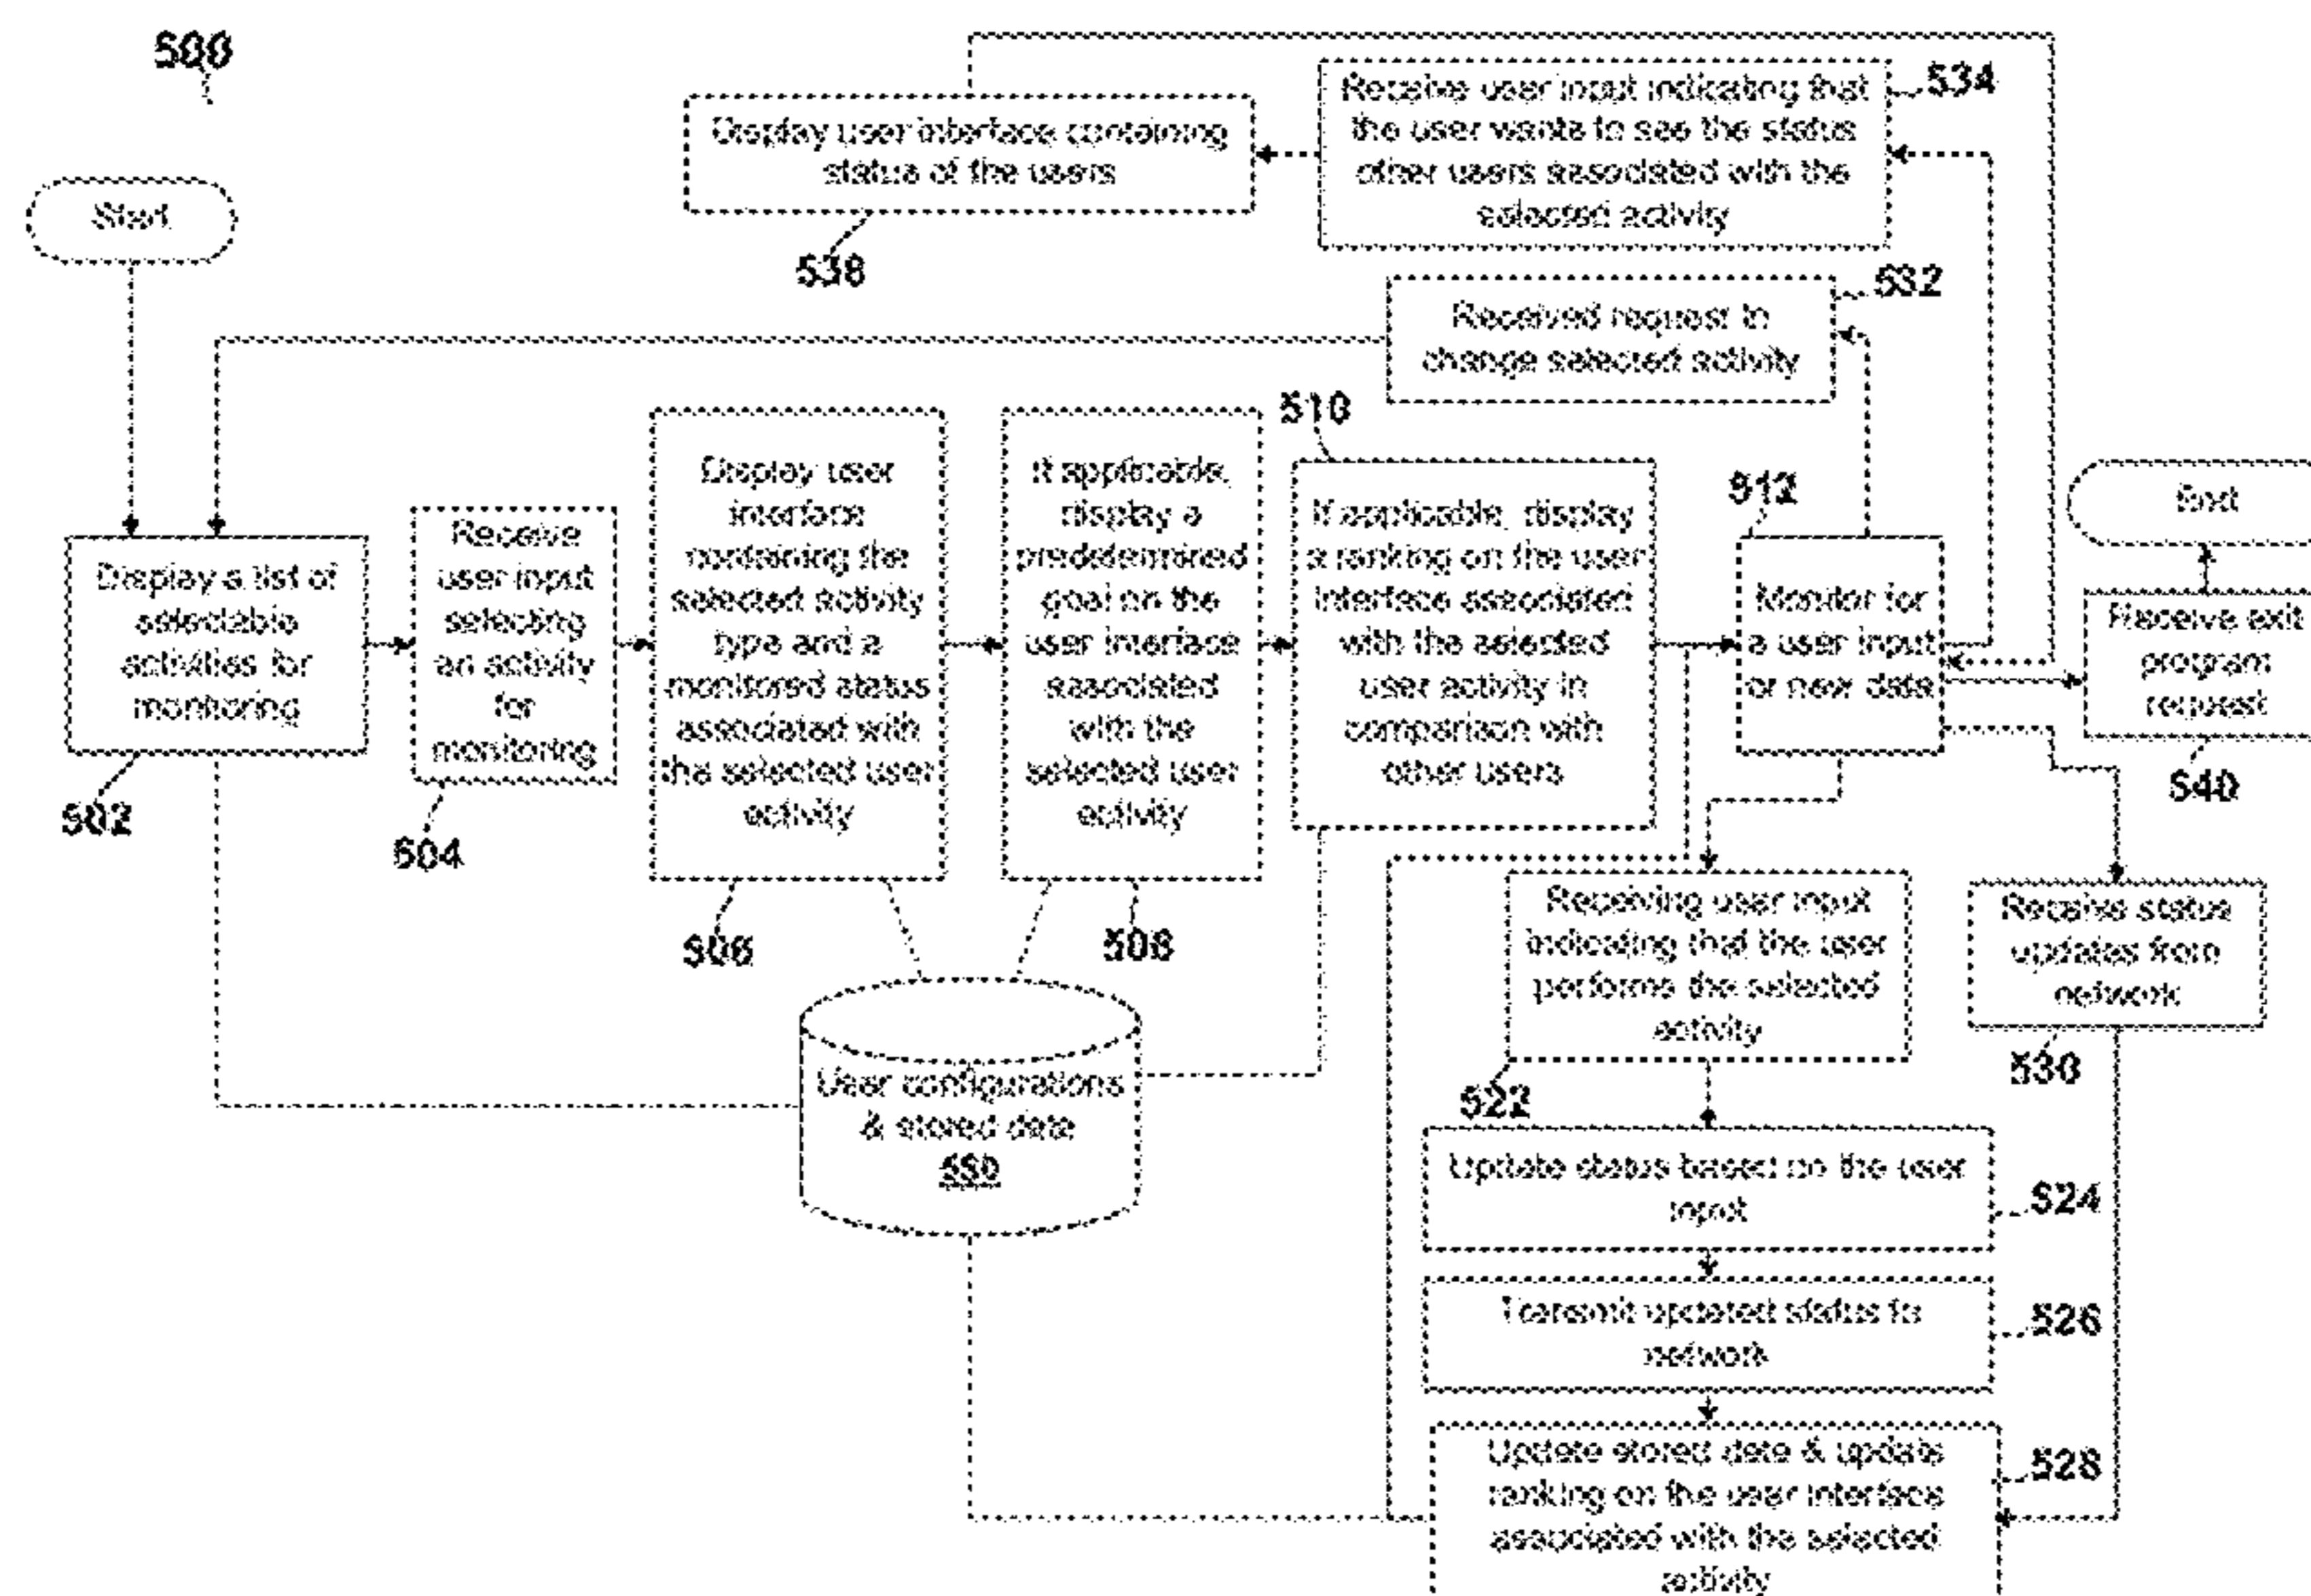 500
Start
Display user interface containing
status of the users
538
Receive user input indicating that
the user wants to see the status
other users associated with the
selected activity
534
Received request to
change selected activity
532
Display a list of
selectable
activities for
monitoring
502
Receive
user input
selecting
an activity
for
monitoring
504
Display user
interface
containing the
selected activity
type and a
monitored status
associated with
the selected user
activity
506
If applicable,
display a
predetermined
goal on the
user interface
associated
with the
selected user
activity
508
510
If applicable, display
a ranking on the user
interface associated
with the selected
user activity in
comparison with
other users
512
Monitor for
a user input
or new data
End
Receive exit
program
request
540
Receiving user input
indicating that the user
performs the selected
activity
522
Receive status
updates from
network
530
User configurations
& stored data
550
Update status based on the user
input
524
Transmit updated status to
network
526
Update stored data & update
ranking on the user interface
associated with the selected
activity
528